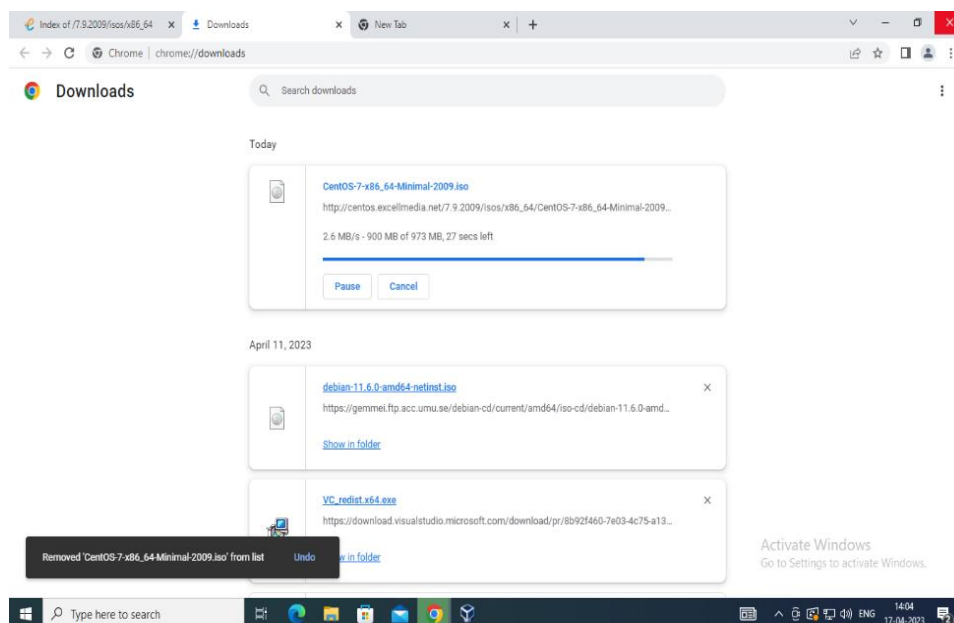 Index of /7.9.2009/isos/x86_64
Downloads
New Tab
Chrome
chrome://downloads
Downloads
Search downloads
Today
CentOS-7-x86_64-Minimal-2009.iso
http://centos.excellmedia.net/7.9.2009/isos/x86_64/CentOS-7-x86_64-Minimal-2009...
2.6 MB/s - 900 MB of 973 MB, 27 secs left
Pause
Cancel
April 11, 2023
debian-11.6.0-amd64-netinst.iso
https://gemmei.ftp.acc.umu.se/debian-cd/current/amd64/iso-cd/debian-11.6.0-amd...
Show in folder
VC_redist.x64.exe
https://download.visualstudio.microsoft.com/download/pr/8b92f460-7e03-4c75-a13...
in folder
Removed 'CentOS-7-x86_64-Minimal-2009.iso' from list
Undo
Activate Windows
Go to Settings to activate Windows.
Type here to search
ENG
14:04
17-04-2023
2